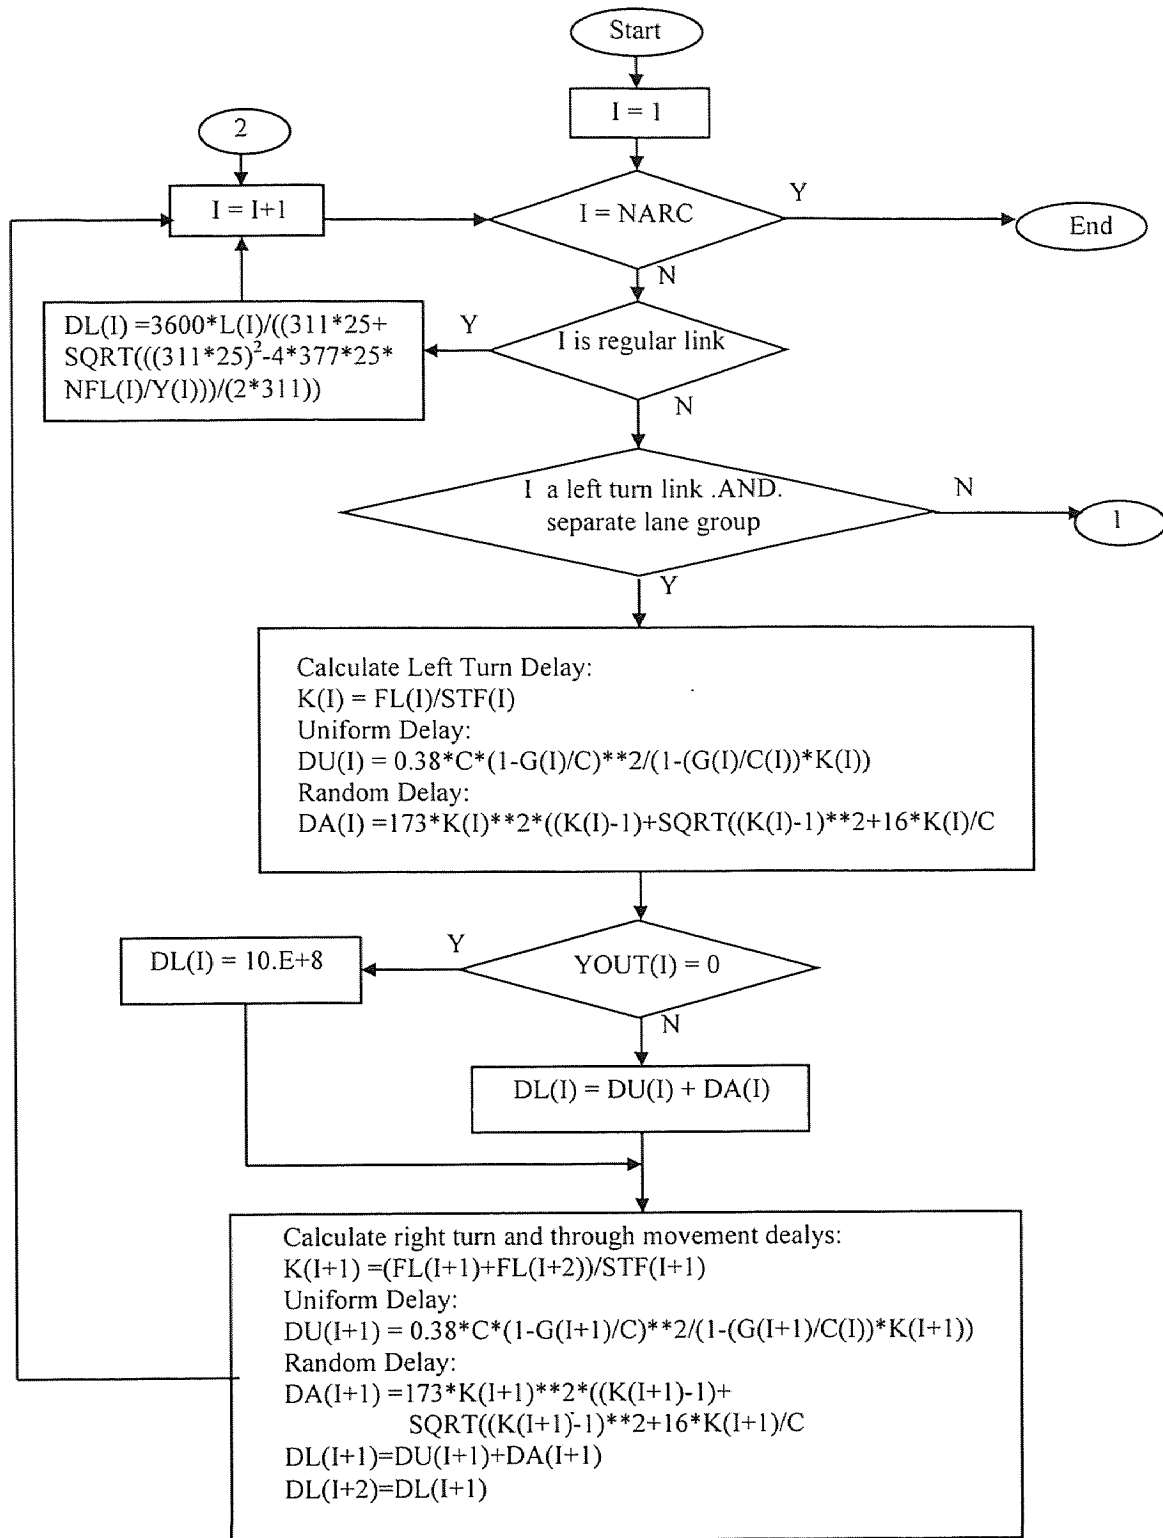 Start
I = 1
2
I = I+1
I = NARC
Y
End
N
DL(I) =3600*L(I)/((311*25+
SQRT(((311*25)²-4*377*25*
NFL(I)/Y(I)))/(2*311))
Y
I is regular link
N
I a left turn link .AND.
separate lane group
N
1
Y
Calculate Left Turn Delay:
K(I) = FL(I)/STF(I)
Uniform Delay:
DU(I) = 0.38*C*(1-G(I)/C)**2/(1-(G(I)/C(I))*K(I))
Random Delay:
DA(I) =173*K(I)**2*((K(I)-1)+SQRT((K(I)-1)**2+16*K(I)/C
DL(I) = 10.E+8
Y
YOUT(I) = 0
N
DL(I) = DU(I) + DA(I)
Calculate right turn and through movement dealys:
K(I+1) =(FL(I+1)+FL(I+2))/STF(I+1)
Uniform Delay:
DU(I+1) = 0.38*C*(1-G(I+1)/C)**2/(1-(G(I+1)/C(I))*K(I+1))
Random Delay:
DA(I+1) =173*K(I+1)**2*((K(I+1)-1)+
SQRT((K(I+1)-1)**2+16*K(I+1)/C
DL(I+1)=DU(I+1)+DA(I+1)
DL(I+2)=DL(I+1)